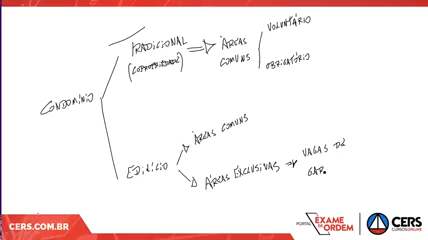 TRADICIONAL
(COPROPRIEDADE)
ÁREAS
COMUNS
VOLUNTÁRIO
OBRIGATÓRIO
CONDOMÍNIO
EDILÍCIO
ÁREAS COMUNS
ÁREAS EXCLUSIVAS
VAGAS DE
GAR.
CERS.COM.BR
PORTAL
EXAME
DE ORDEM
CERS
CURSOS ONLINE